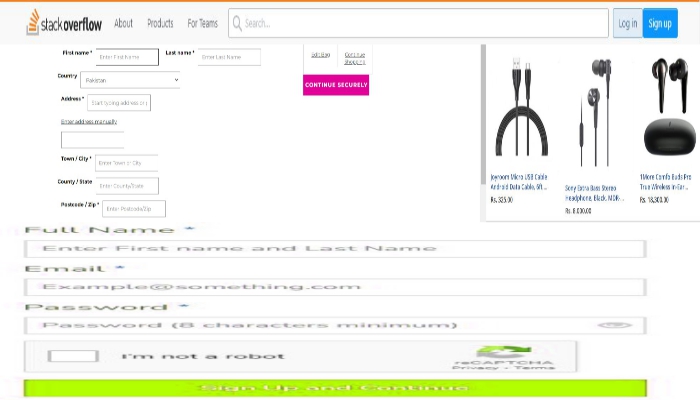 stackoverflow About Products For Teams Search... Log in Sign up
First name * Enter First Name Last name * Enter Last Name
Edit Bag Continue Shopping
CONTINUE SECURELY
Country Pakistan
Address * Start typing address or
Enter address manually
Town / City * Enter Town or City
County / State Enter County/State
Postcode / Zip * Enter Postcode/Zip
Joyroom Micro USB Cable
Android Data Cable, 6ft ...
Rs. 325.00
Sony Extra Bass Stereo
Headphone, Black, MDR-...
Rs. 8,000.00
1More Comfo Buds Pro
True Wireless In-Ear...
Rs. 18,300.00
Full Name *
Enter First name and Last Name
Email *
Example@something.com
Password *
Password (8 characters minimum)
I'm not a robot
reCAPTCHA
Privacy - Terms
Sign Up and Continue